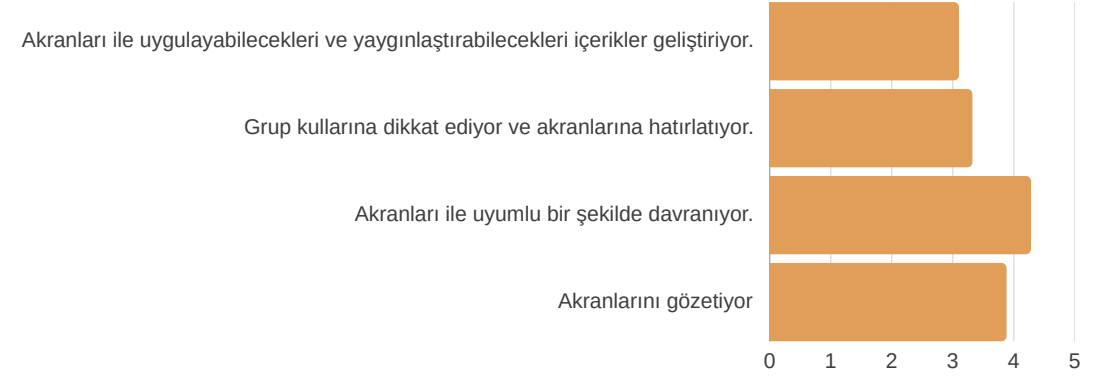 Akranları ile uygulayabilecekleri ve yaygınlaştırabilecekleri içerikler geliştiriyor.
Grup kullarına dikkat ediyor ve akranlarına hatırlatıyor.
Akranları ile uyumlu bir şekilde davranıyor.
Akranlarını gözetiyor
0 1 2 3 4 5